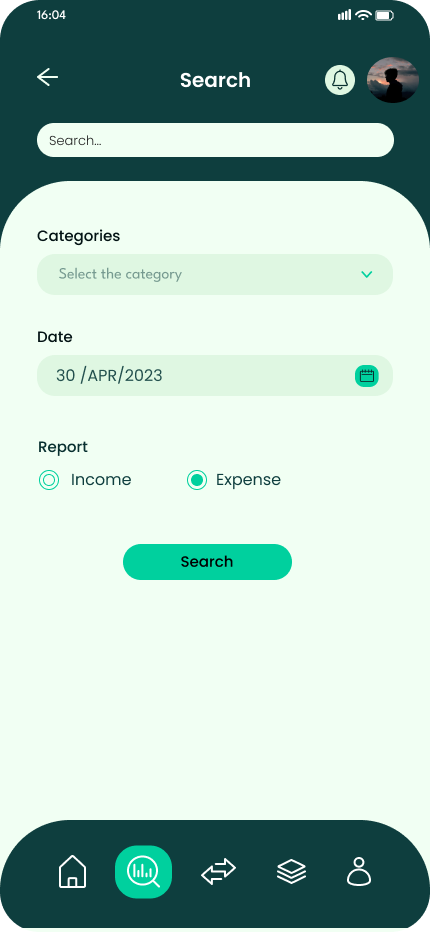 16:04
Search
Search...
Categories
Select the category
Date
30 /APR/2023
Report
Income
Expense
Search